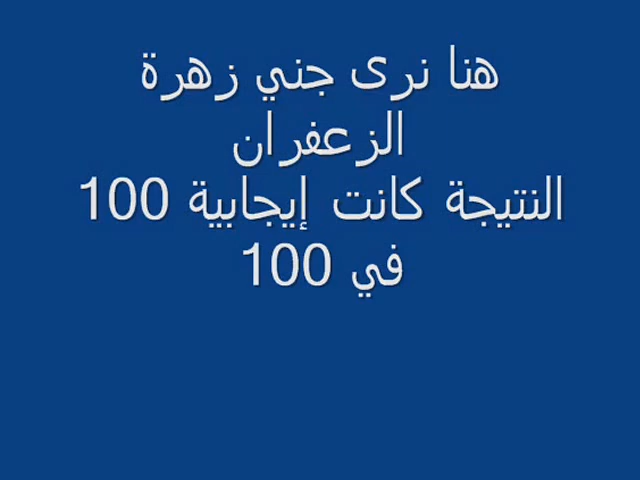 هنا نرى جني زهرة
الزعفران
النتيجة كانت إيجابية 100
في 100